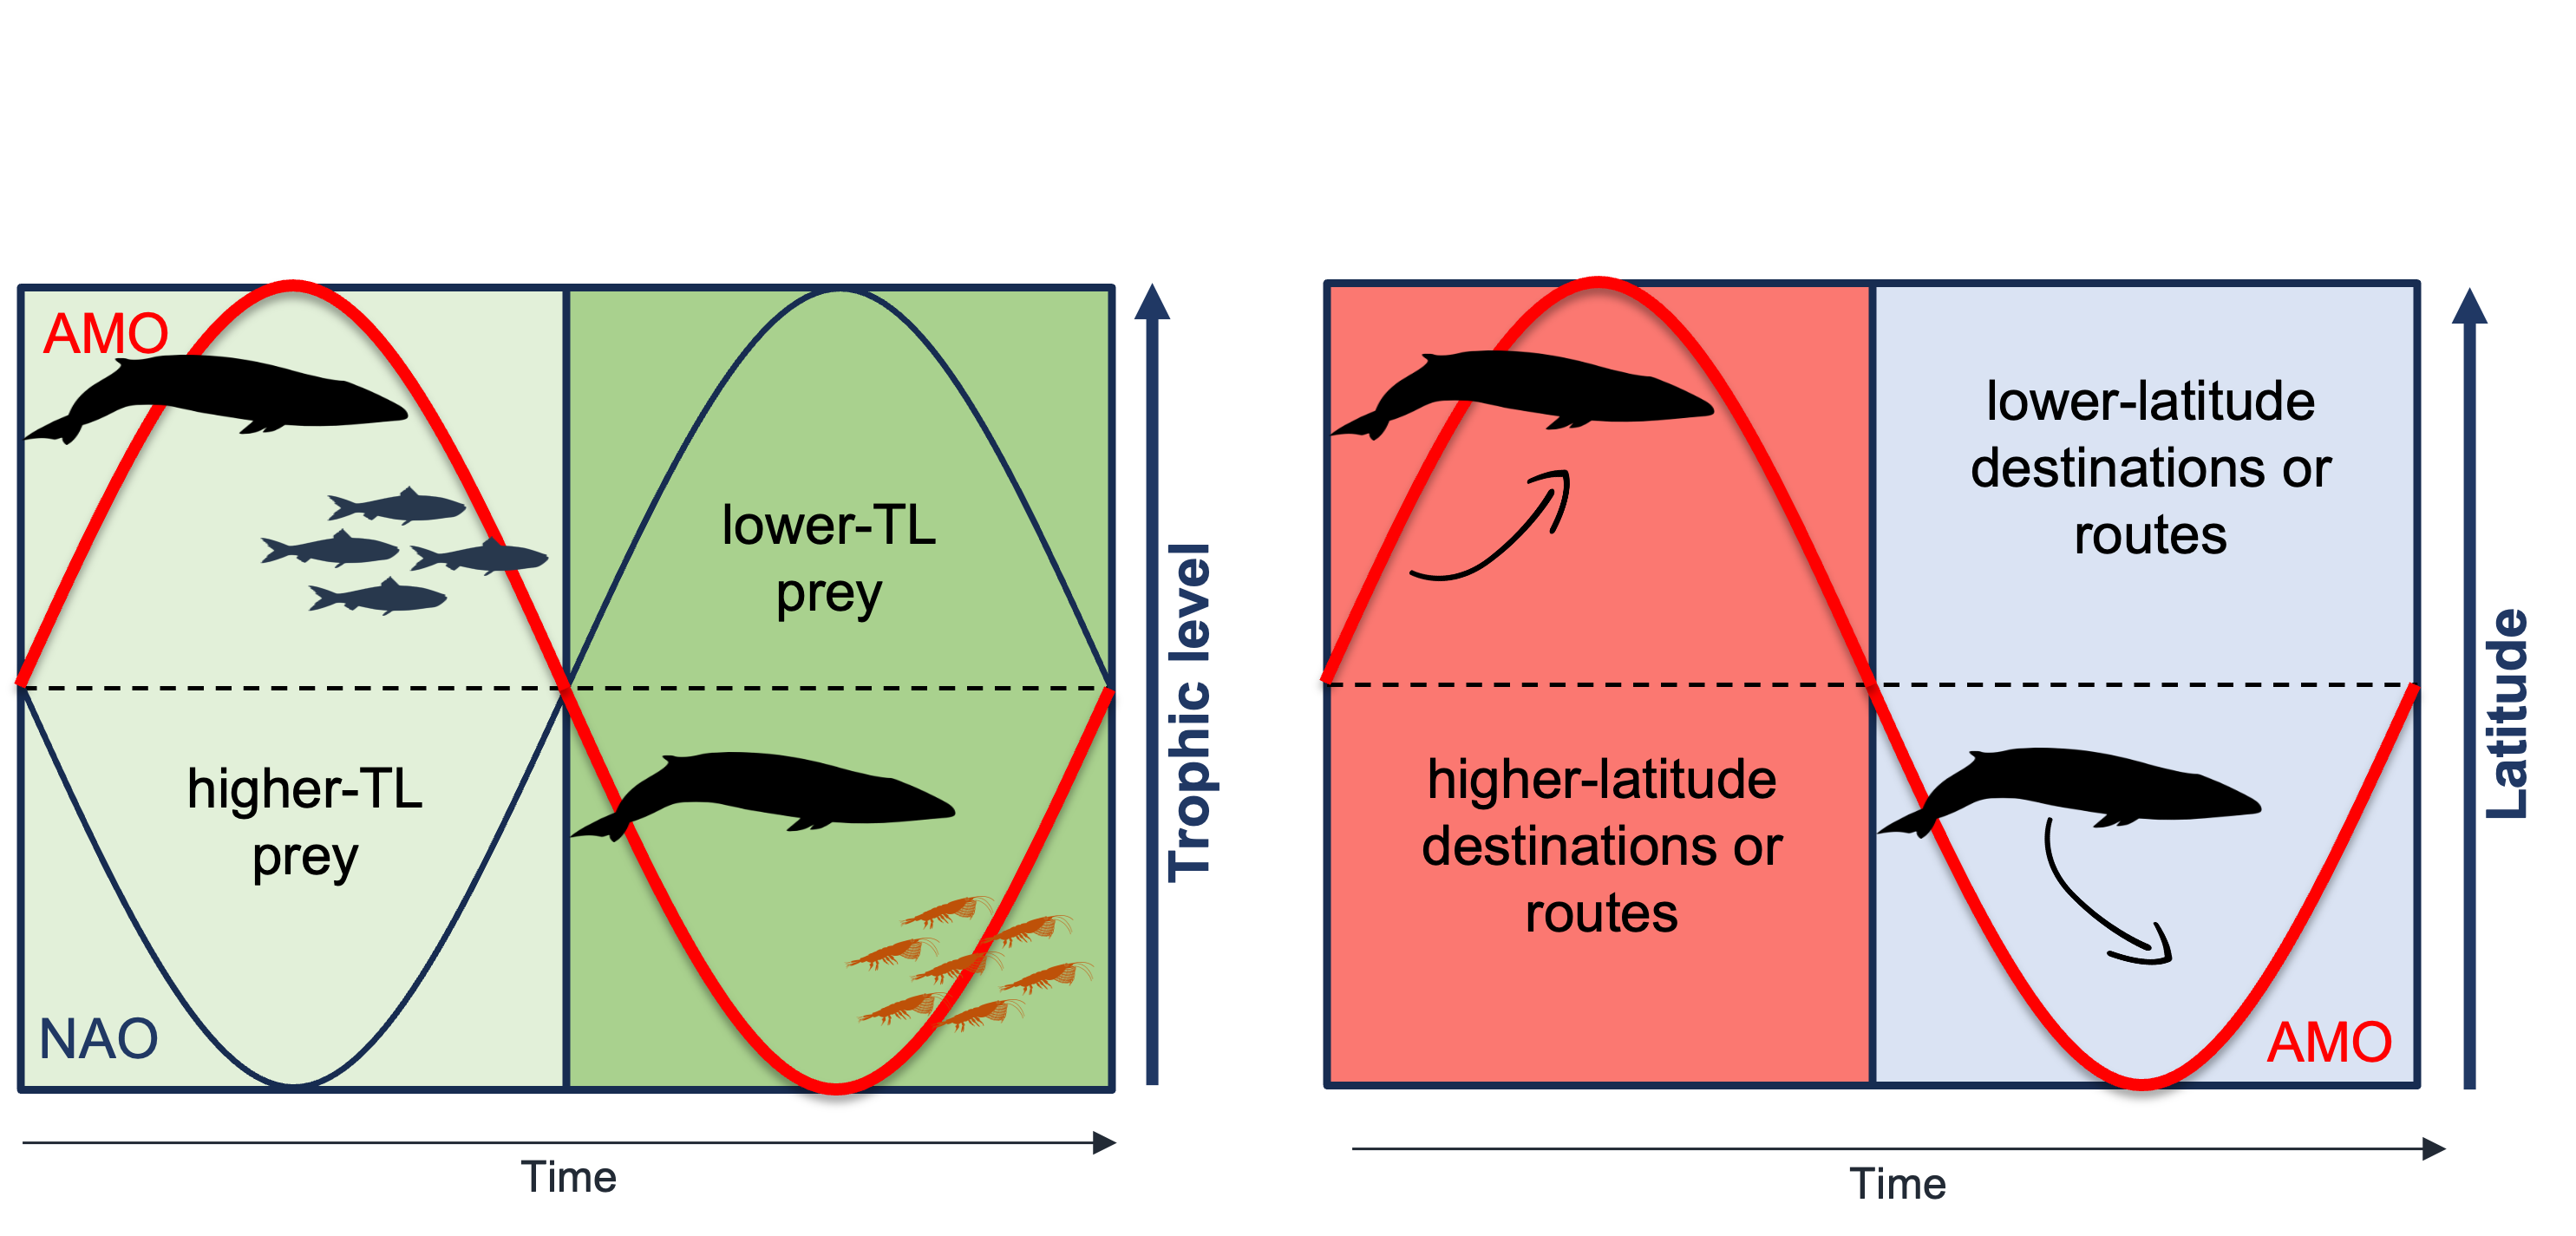 AMO
lower-TL
prey
higher-TL
prey
NAO
Trophic level
Time
lower-latitude
destinations or
routes
higher-latitude
destinations or
routes
AMO
Latitude
Time